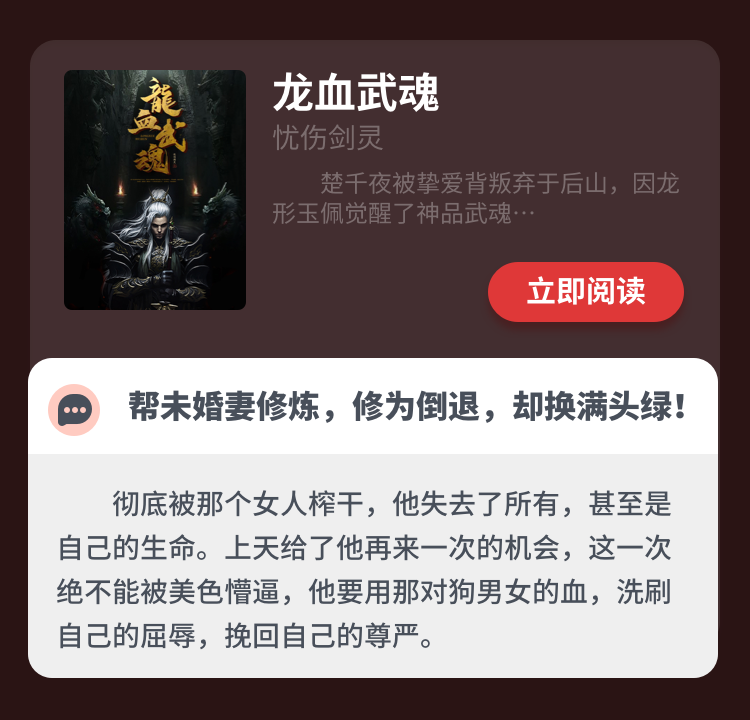 龍血武魂
龙血武魂
忧伤剑灵
楚千夜被挚爱背叛弃于后山，因龙
形玉佩觉醒了神品武魂…
立即阅读
帮未婚妻修炼，修为倒退，却换满头绿！
彻底被那个女人榨干，他失去了所有，甚至是
自己的生命。上天给了他再来一次的机会，这一次
绝不能被美色懵逼，他要用那对狗男女的血，洗刷
自己的屈辱，挽回自己的尊严。